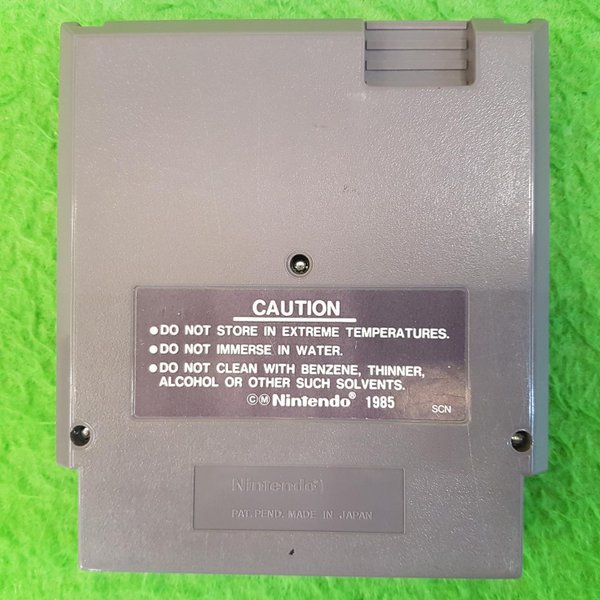 CAUTION
●DO NOT STORE IN EXTREME TEMPERATURES.
●DO NOT IMMERSE IN WATER.
●DO NOT CLEAN WITH BENZENE, THINNER,
ALCOHOL OR OTHER SUCH SOLVENTS.
©Ⓜ Nintendo® 1985 SCN
Nintendo®
PAT. PEND. MADE IN JAPAN